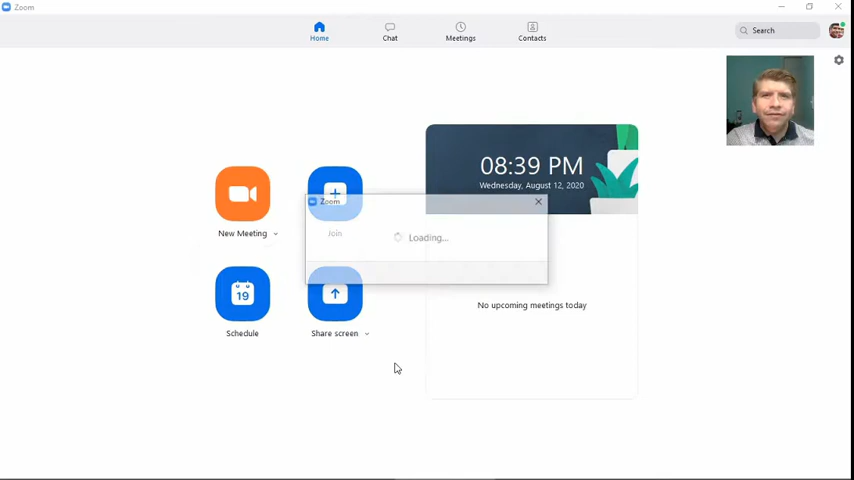 Zoom
Home
Chat
Meetings
Contacts
Search
08:39 PM
Wednesday, August 12, 2020
New Meeting
Zoom
Join
Loading...
19
Schedule
Share screen
No upcoming meetings today